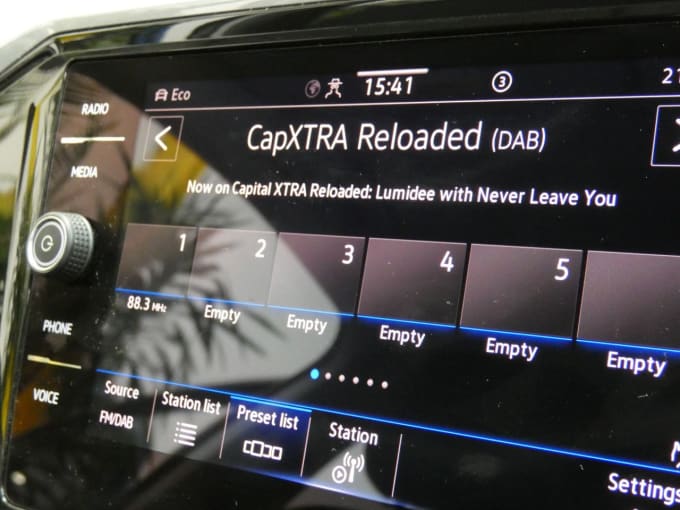 RADIO
MEDIA
PHONE
VOICE
Eco
15:41
3
CapXTRA Reloaded (DAB)
Now on Capital XTRA Reloaded: Lumidee with Never Leave You
1 2 3 4 5
88.3 MHz Empty Empty Empty Empty Empty
Source
FM/DAB
Station list
Preset list
Station
Settings